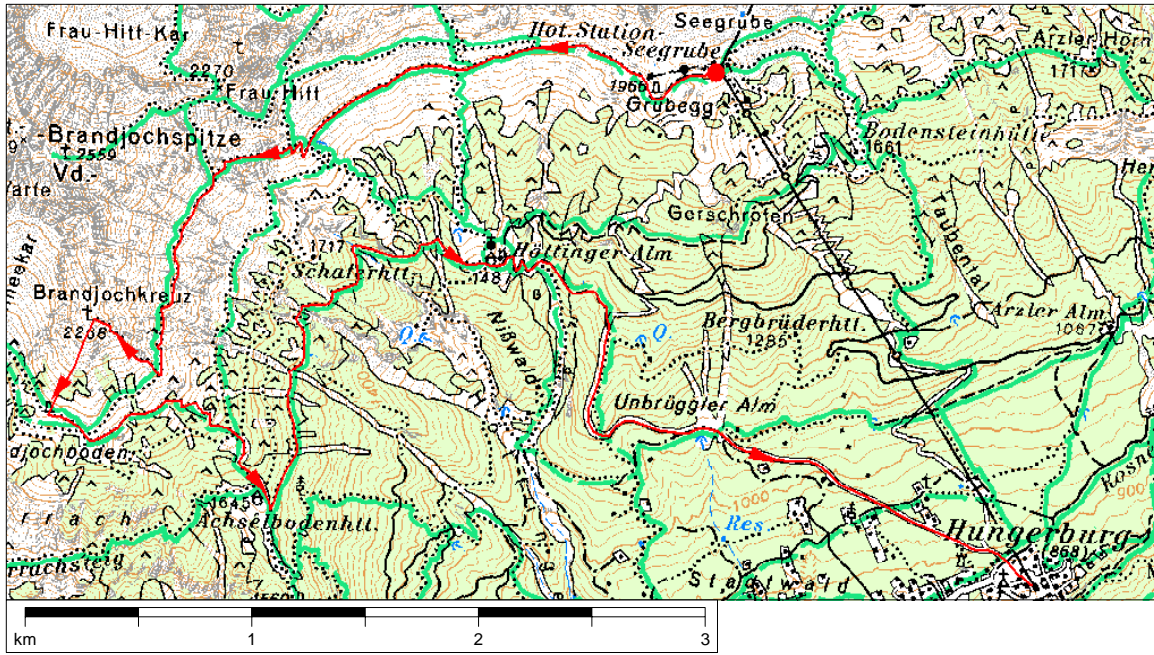 Frau-Hitt-Kar
Hot. Station-
Seegrube
Seegrube
Arzler Horn
2270
Frau Hitt
1966
Grubegg
1717
-Brandjochspitze
2559
Vd.-
Bodensteinhütte
1661
Gerschrofen
Taubental
1717
Schaferhtt.
Höttinger Alm
148
Brandjochkreuz
2268
Q.
Nißwald
Q.
Bergbrüderhtt.
1285
Arzler Alm
1067
Unbrüggler Alm
1645
Achselbodenhtt.
1000
900
Res
Hungerburg
(868)
Stadtwald
km
1
2
3